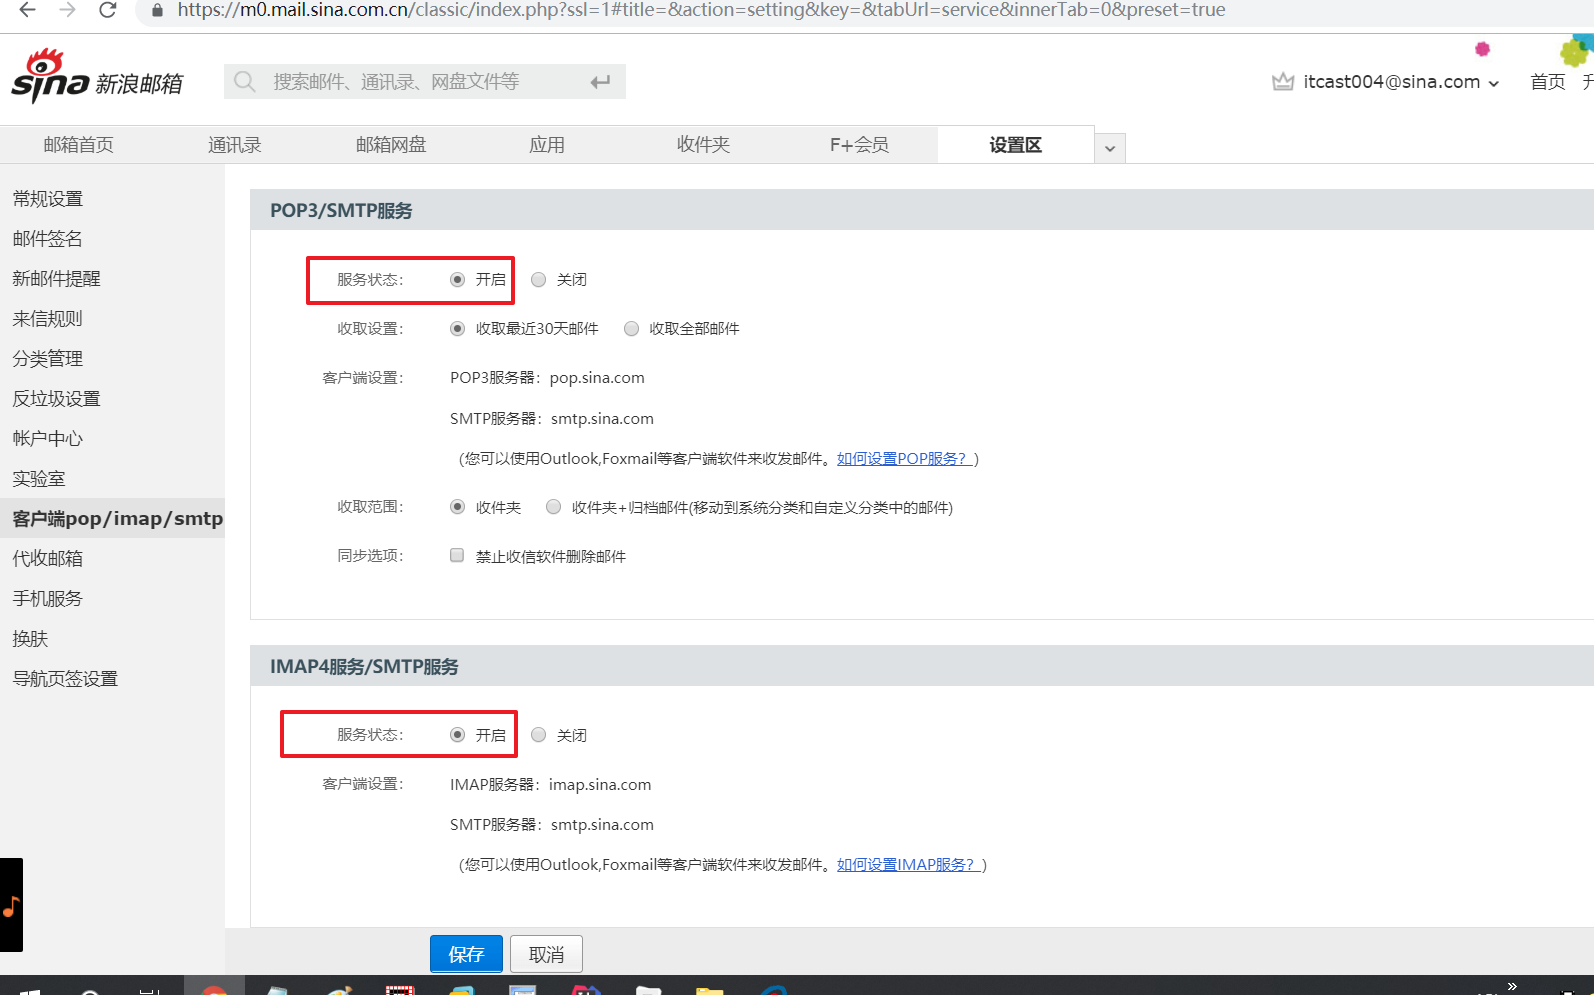 https://m0.mail.sina.com.cn/classic/index.php?ssl=1#title=&action=setting&key=&tabUrl=service&innerTab=0&preset=true
sina 新浪邮箱
搜索邮件、通讯录、网盘文件等
itcast004@sina.com
首页
邮箱首页 通讯录 邮箱网盘 应用 收件夹 F+会员 设置区
常规设置
邮件签名
新邮件提醒
来信规则
分类管理
反垃圾设置
帐户中心
实验室
客户端pop/imap/smtp
代收邮箱
手机服务
换肤
导航页签设置
POP3/SMTP服务
服务状态： 开启 关闭
收取设置： 收取最近30天邮件 收取全部邮件
客户端设置： POP3服务器：pop.sina.com
SMTP服务器：smtp.sina.com
（您可以使用Outlook,Foxmail等客户端软件来收发邮件。如何设置POP服务？）
收取范围： 收件夹 收件夹+归档邮件(移动到系统分类和自定义分类中的邮件)
同步选项： 禁止收信软件删除邮件
IMAP4服务/SMTP服务
服务状态： 开启 关闭
客户端设置： IMAP服务器：imap.sina.com
SMTP服务器：smtp.sina.com
（您可以使用Outlook,Foxmail等客户端软件来收发邮件。如何设置IMAP服务？）
保存 取消